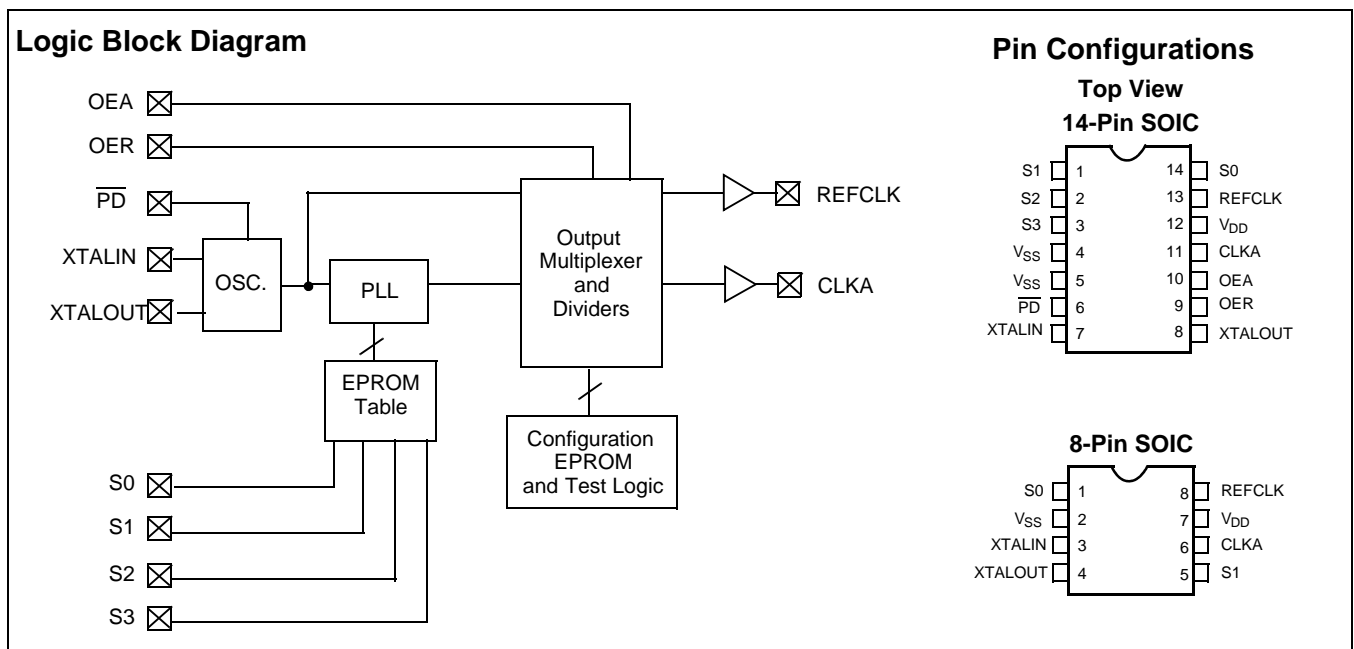 Logic Block Diagram
OEA
OER
PD
XTALIN
XTALOUT
OSC.
PLL
EPROM
Table
Output
Multiplexer
and
Dividers
REFCLK
CLKA
Configuration
EPROM
and Test Logic
S0
S1
S2
S3
Pin Configurations
Top View
14-Pin SOIC
S1 1 14 S0
S2 2 13 REFCLK
S3 3 12 VDD
VSS 4 11 CLKA
VSS 5 10 OEA
PD 6 9 OER
XTALIN 7 8 XTALOUT
8-Pin SOIC
S0 1 8 REFCLK
VSS 2 7 VDD
XTALIN 3 6 CLKA
XTALOUT 4 5 S1